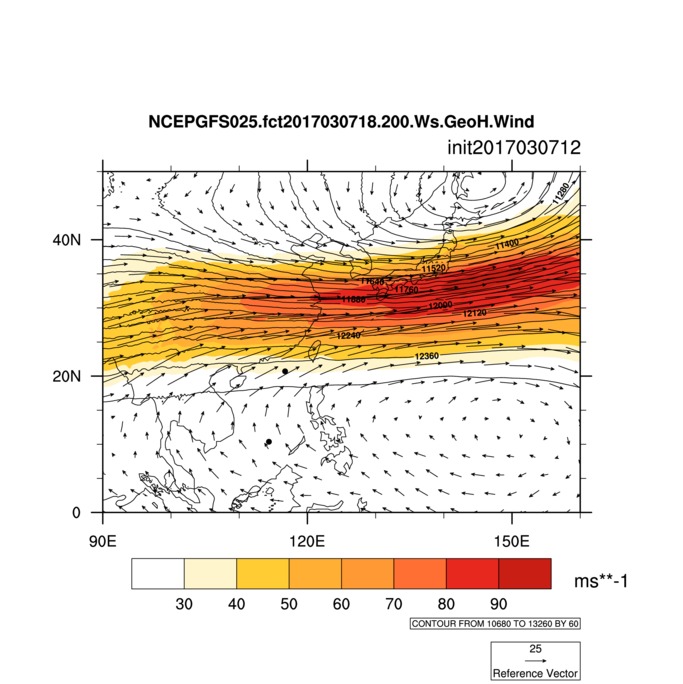 NCEPGFS025.fct2017030718.200.Ws.GeoH.Wind
init2017030712
11280
40N
11400
11520
11640
11760
11880
12000
12120
12240
12360
20N
0
90E 120E 150E
ms**-1
30 40 50 60 70 80 90
CONTOUR FROM 10680 TO 13260 BY 60
25
Reference Vector